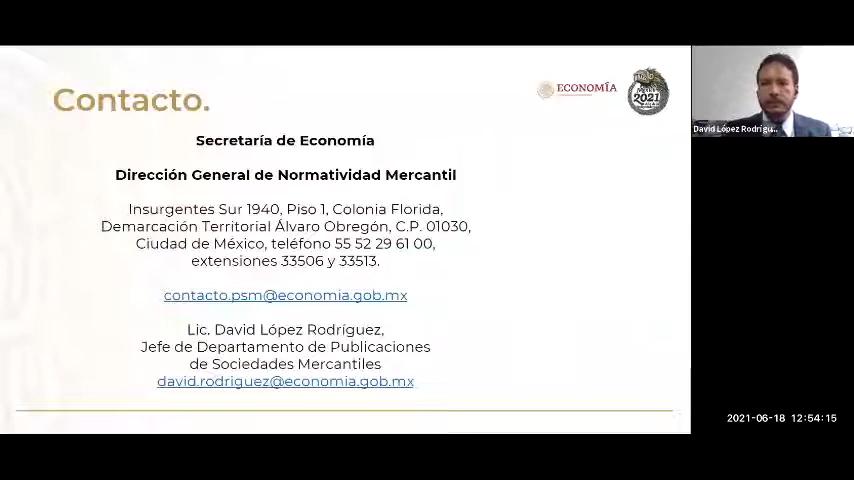 Contacto.
ECONOMÍA
2021
Secretaría de Economía
Dirección General de Normatividad Mercantil
Insurgentes Sur 1940, Piso 1, Colonia Florida,
Demarcación Territorial Álvaro Obregón, C.P. 01030,
Ciudad de México, teléfono 55 52 29 61 00,
extensiones 33506 y 33513.
contacto.psm@economia.gob.mx
Lic. David López Rodríguez,
Jefe de Departamento de Publicaciones
de Sociedades Mercantiles
david.rodriguez@economia.gob.mx
David López Rodrígu...
2021-06-18 12:54:15